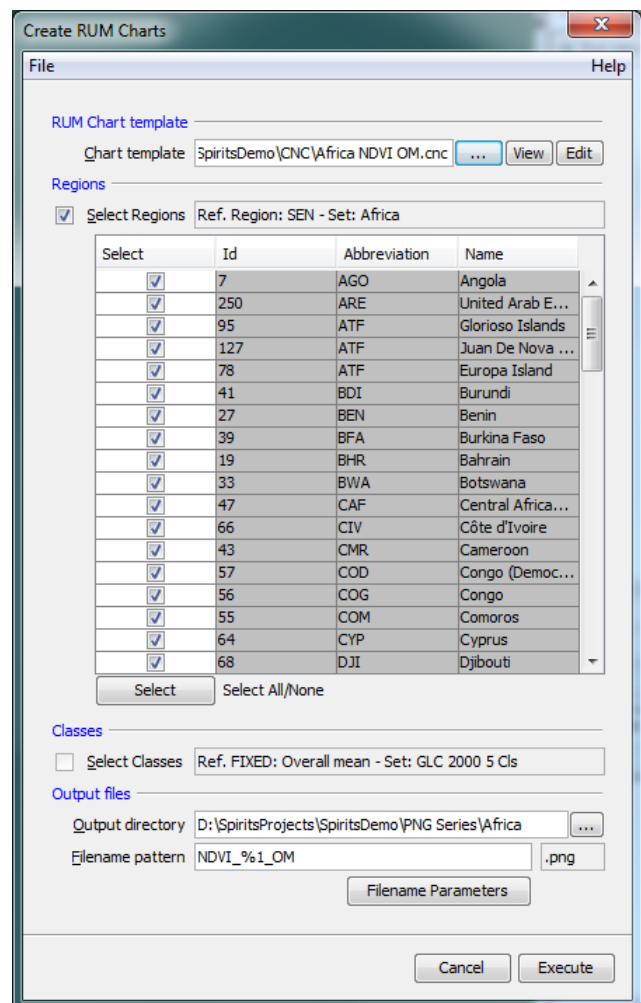 Create RUM Charts
File Help
RUM Chart template
Chart template SpiritsDemo\CNC\Africa NDVI OM.cnc ... View Edit
Regions
Select Regions Ref. Region: SEN - Set: Africa
Select Id Abbreviation Name
7 AGO Angola
250 ARE United Arab E...
95 ATF Glorioso Islands
127 ATF Juan De Nova ...
78 ATF Europa Island
41 BDI Burundi
27 BEN Benin
39 BFA Burkina Faso
19 BHR Bahrain
33 BWA Botswana
47 CAF Central Africa...
66 CIV Côte d'Ivoire
43 CMR Cameroon
57 COD Congo (Democ...
56 COG Congo
55 COM Comoros
64 CYP Cyprus
68 DJI Djibouti
Select Select All/None
Classes
Select Classes Ref. FIXED: Overall mean - Set: GLC 2000 5 Cls
Output files
Output directory D:\SpiritsProjects\SpiritsDemo\PNG Series\Africa ...
Filename pattern NDVI_%1_OM .png
Filename Parameters
Cancel Execute